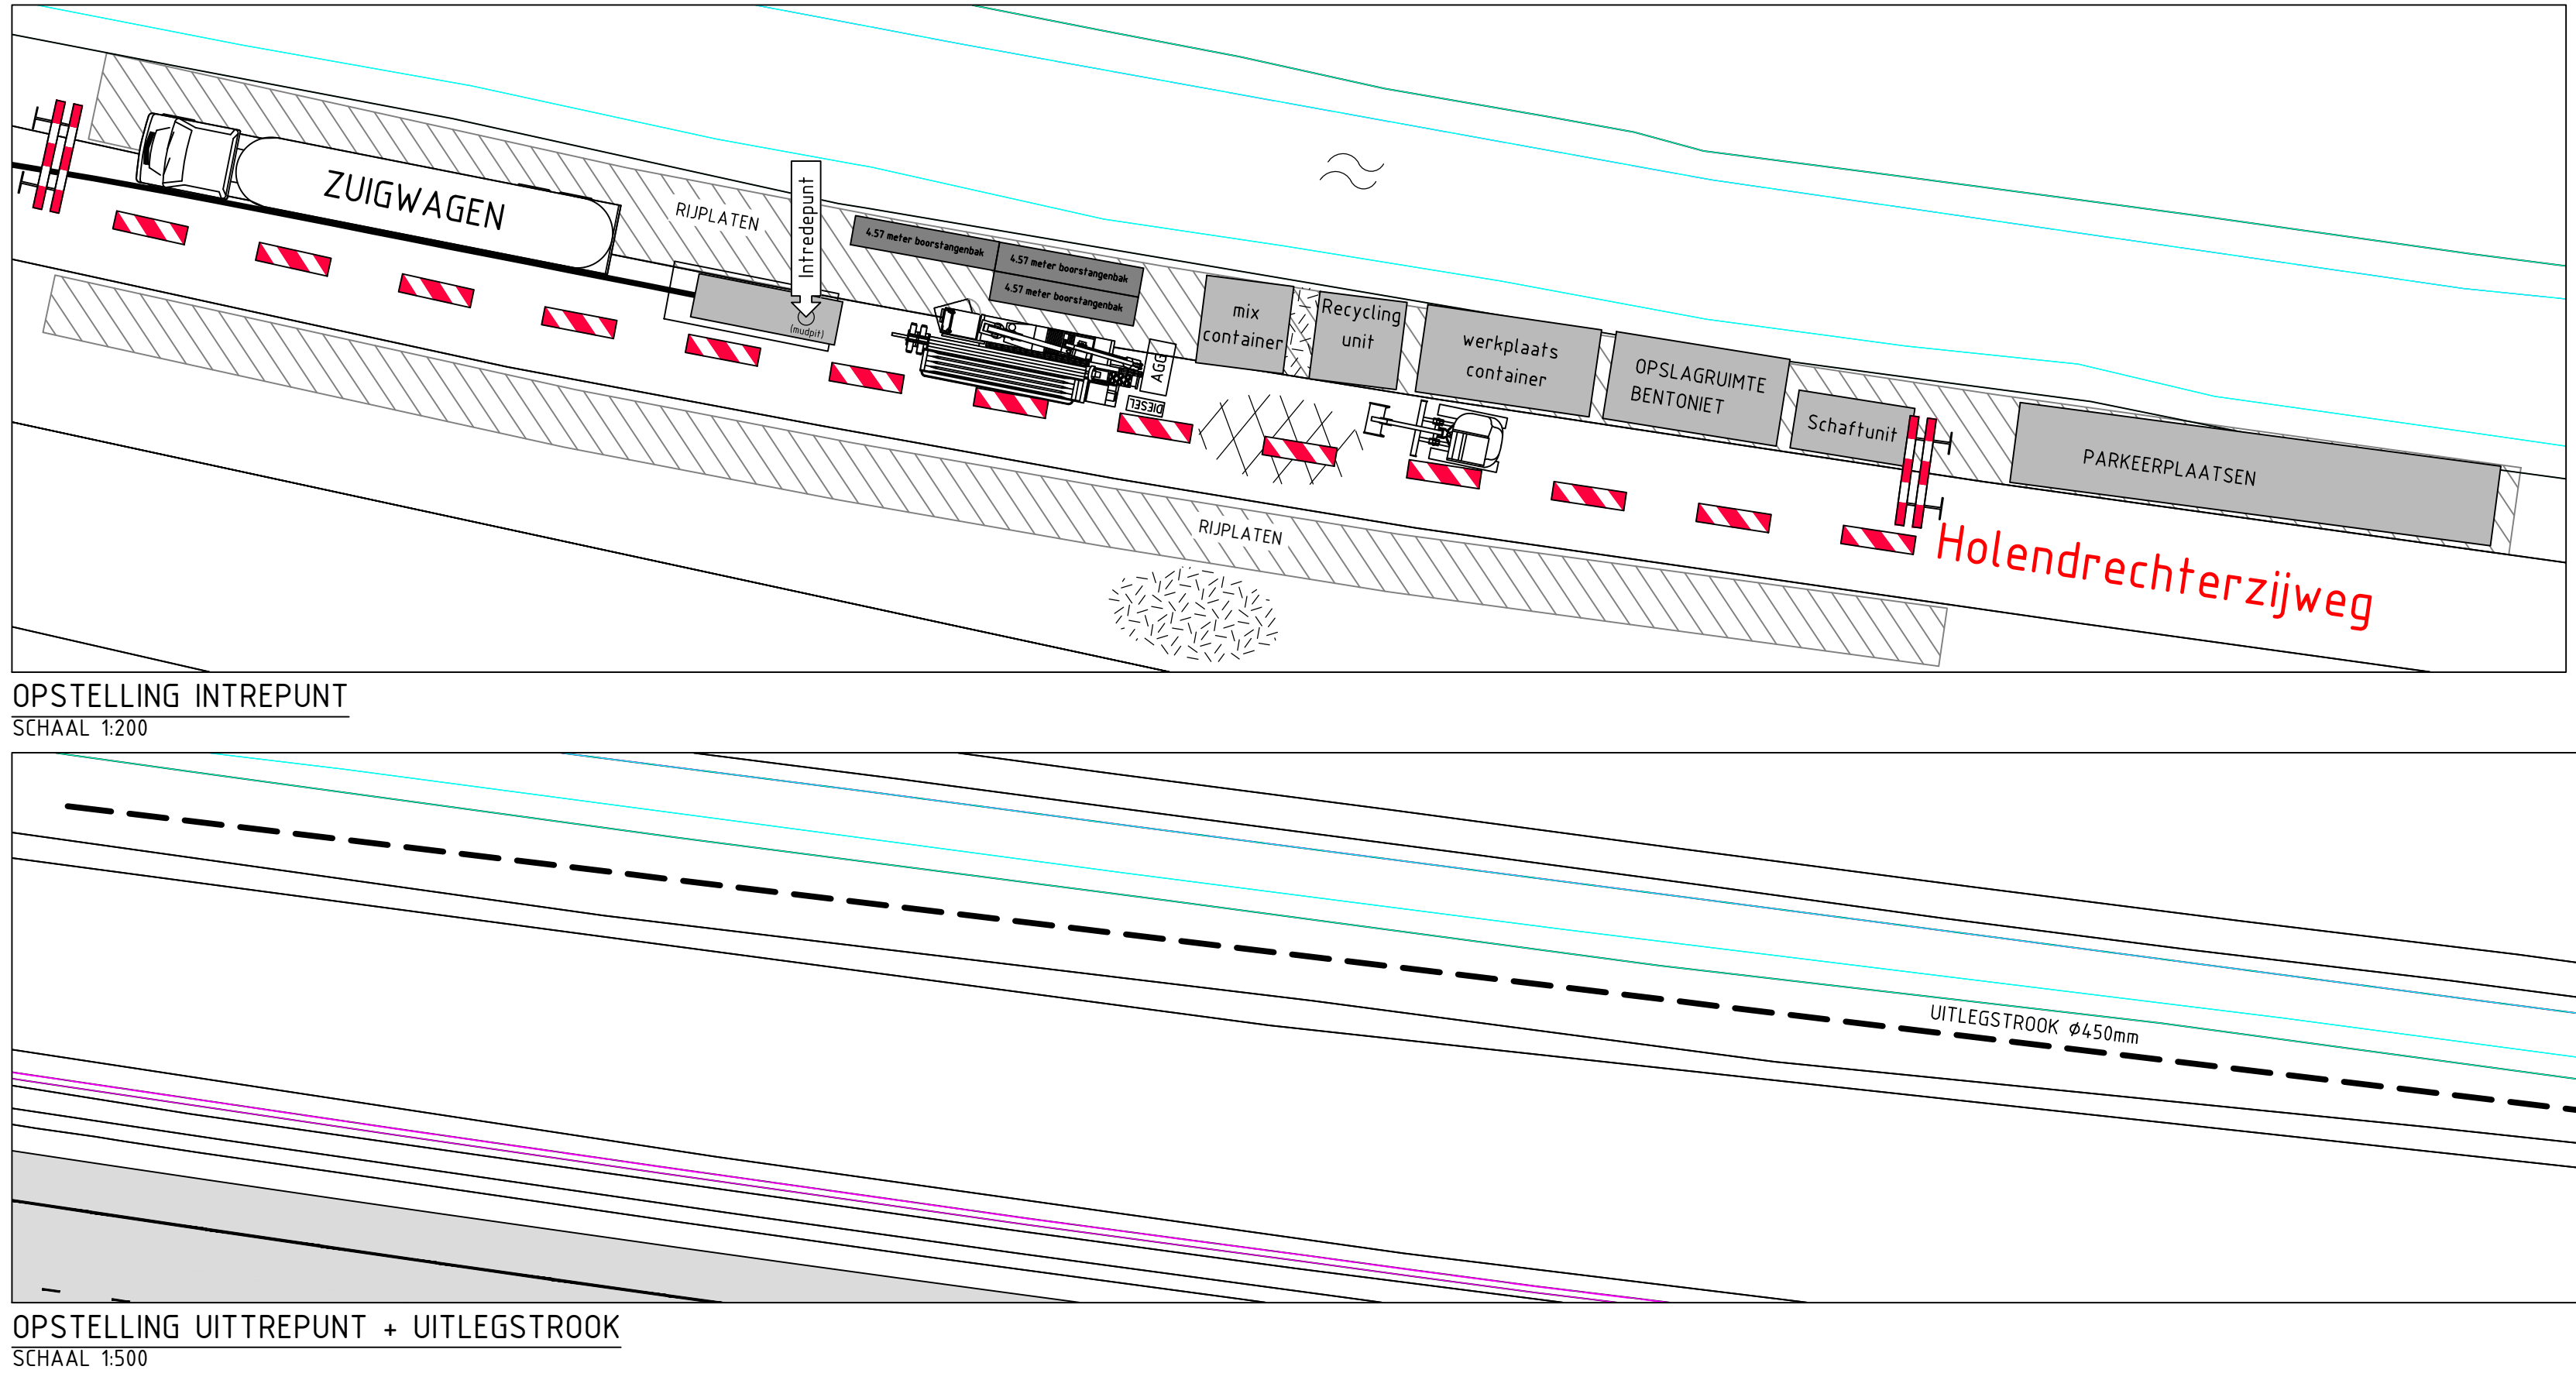 ZUIGWAGEN
RIJPLATEN
Intredepunt
(mudpit)
4.57 meter boorstangenbak
4.57 meter boorstangenbak
4.57 meter boorstangenbak
AGG
DIESEL
mix
container
Recycling
unit
werkplaats
container
OPSLAGRUIMTE
BENTONIET
Schaftunit
PARKEERPLAATSEN
RIJPLATEN
Holendrechterzijweg
OPSTELLING INTREPUNT
SCHAAL 1:200
UITLEGSTROOK Ø450mm
OPSTELLING UITTREPUNT + UITLEGSTROOK
SCHAAL 1:500